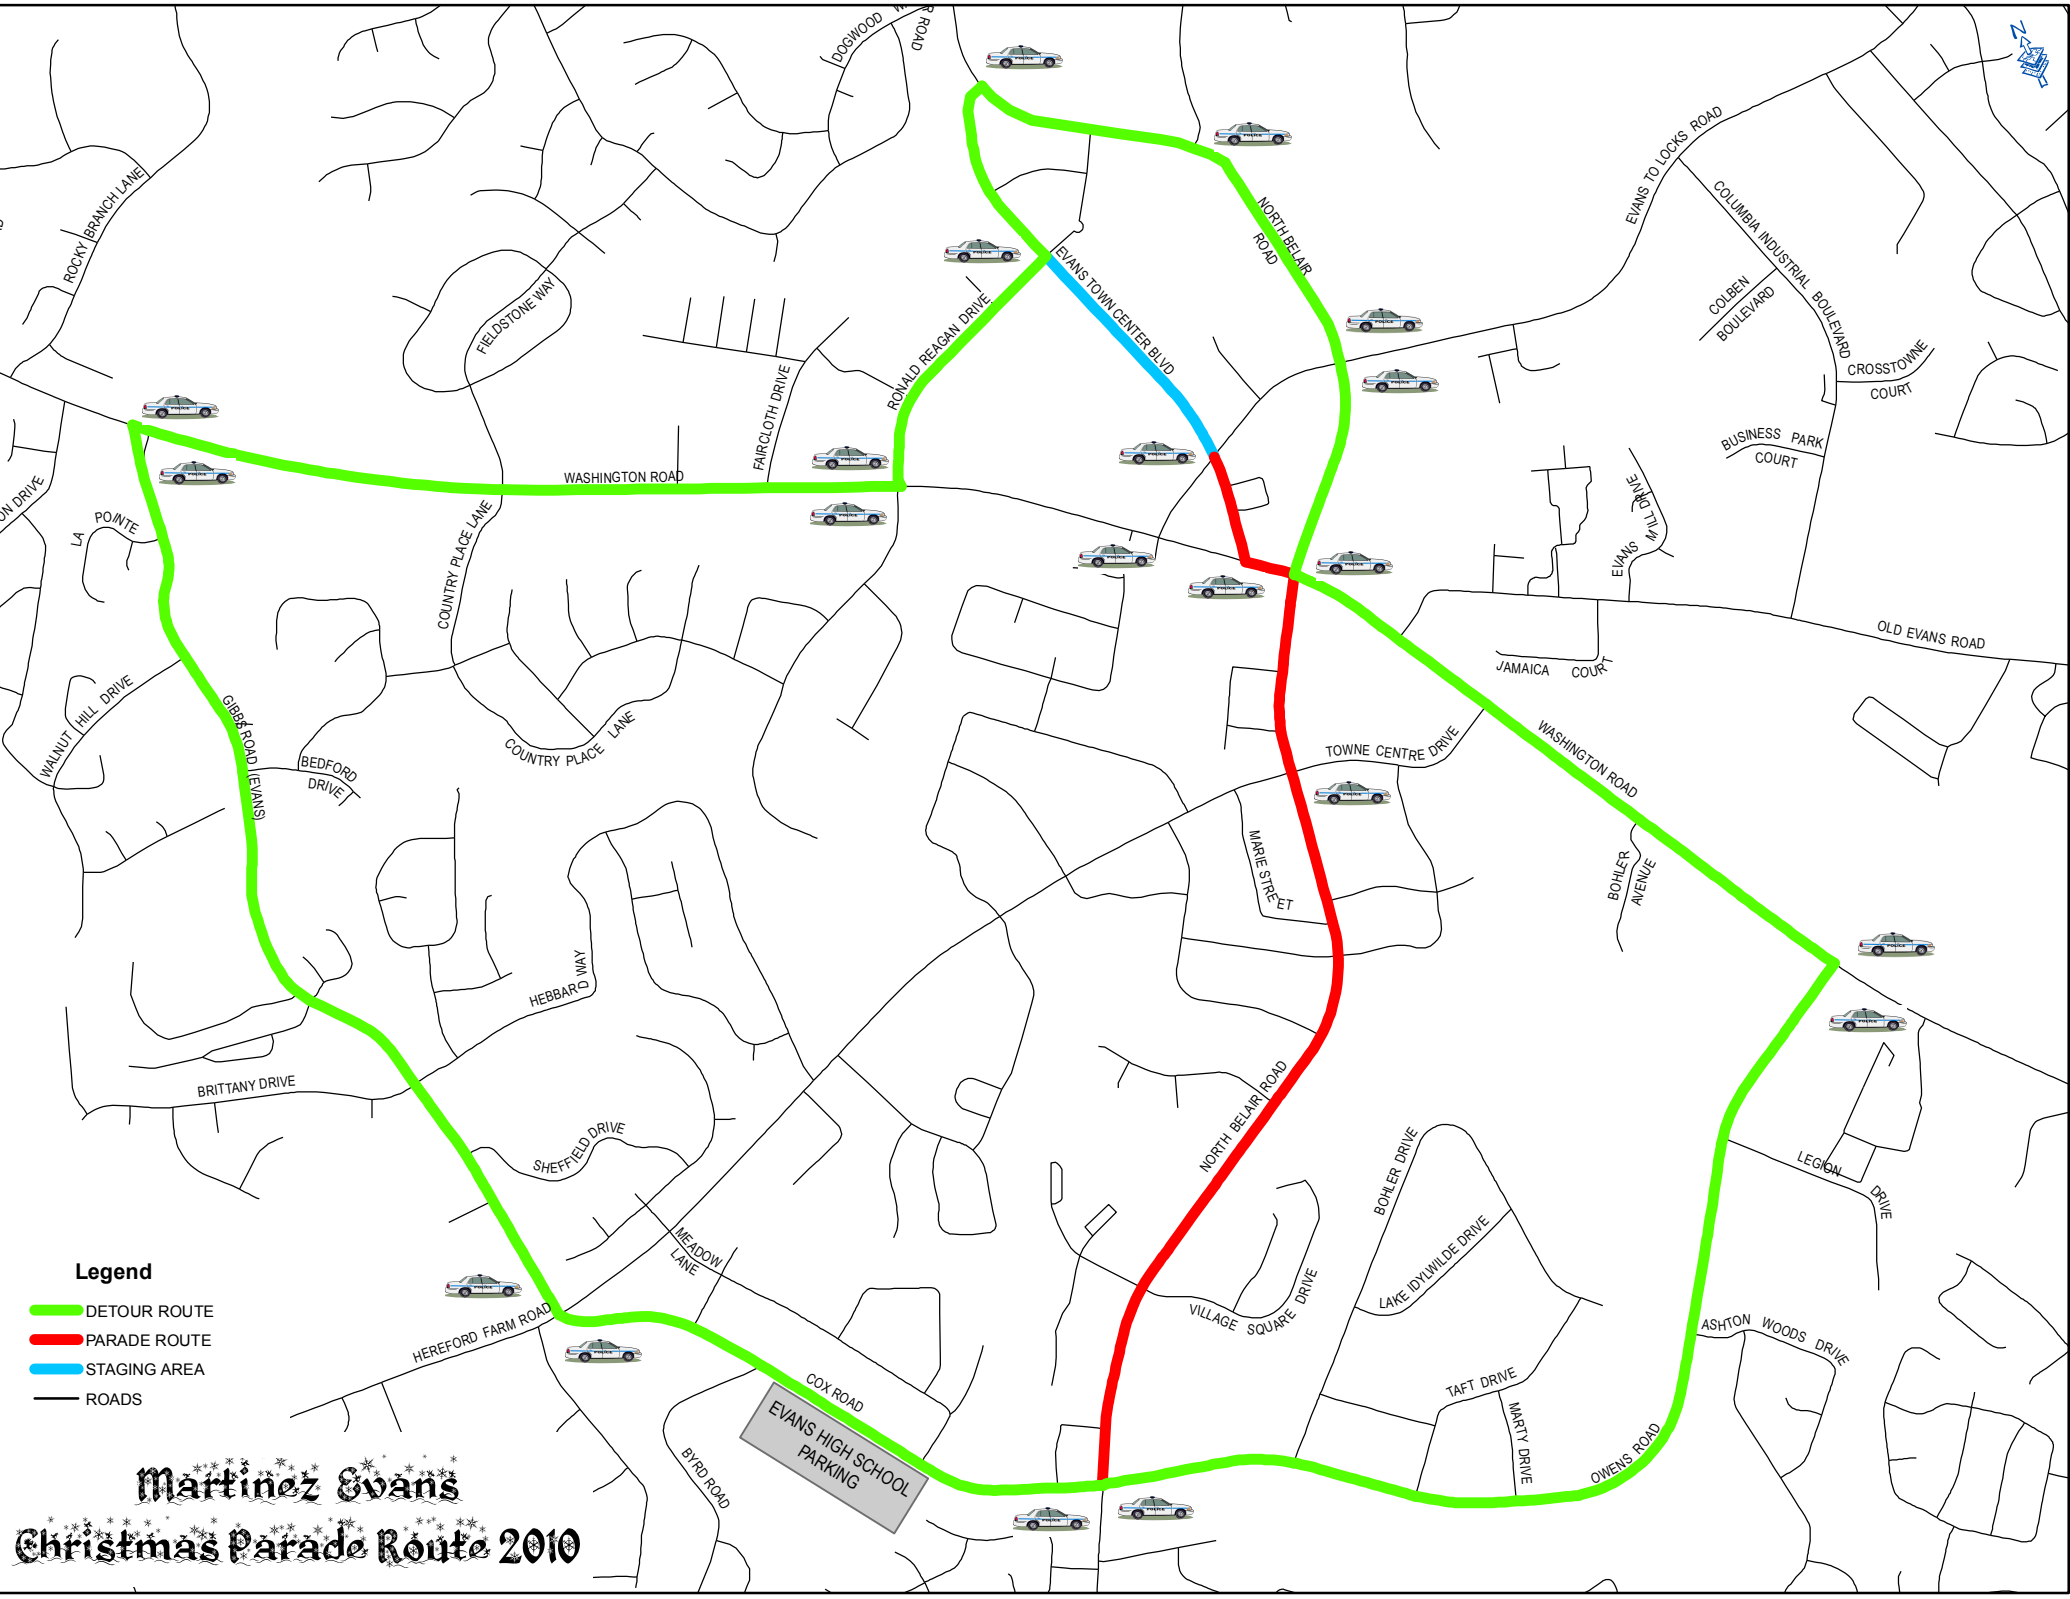 DOGWOOD
R ROAD
N
EVANS TO LOCKS ROAD
ROCKY BRANCH LANE
COLUMBIA INDUSTRIAL BOULEVARD
NORTH BELAIR
ROAD
EVANS TOWN CENTER BLVD
COLBEN
BOULEVARD
FIELDSTONE WAY
RONALD REAGAN DRIVE
CROSSTOWNE
COURT
FAIRCLOTH DRIVE
BUSINESS PARK
COURT
WASHINGTON ROAD
ON DRIVE
LA POINTE
COUNTRY PLACE LANE
EVANS MILL DRIVE
OLD EVANS ROAD
JAMAICA COURT
WALNUT HILL DRIVE
GIBBS ROAD (EVANS)
COUNTRY PLACE LANE
BEDFORD
DRIVE
TOWNE CENTRE DRIVE
WASHINGTON ROAD
MARIE STREET
BOHLER
AVENUE
HEBBARD WAY
BRITTANY DRIVE
SHEFFIELD DRIVE
NORTH BELAIR ROAD
BOHLER DRIVE
LEGION DRIVE
MEADOW
LANE
LAKE IDYLWILDE DRIVE
VILLAGE SQUARE DRIVE
HEREFORD FARM ROAD
ASHTON WOODS DRIVE
COX ROAD
TAFT DRIVE
MARTY DRIVE
OWENS ROAD
BYRD ROAD
EVANS HIGH SCHOOL
PARKING
Legend
DETOUR ROUTE
PARADE ROUTE
STAGING AREA
ROADS
Martinez Evans
Christmas Parade Route 2010